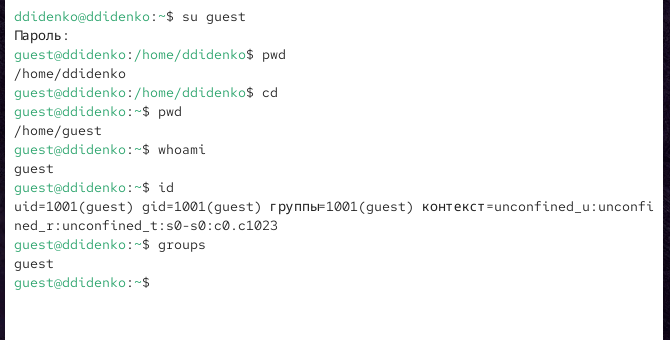 ddidenko@ddidenko:~$ su guest
Пароль:
guest@ddidenko:/home/ddidenko$ pwd
/home/ddidenko
guest@ddidenko:/home/ddidenko$ cd
guest@ddidenko:~$ pwd
/home/guest
guest@ddidenko:~$ whoami
guest
guest@ddidenko:~$ id
uid=1001(guest) gid=1001(guest) группы=1001(guest) контекст=unconfined_u:unconfi
ned_r:unconfined_t:s0-s0:c0.c1023
guest@ddidenko:~$ groups
guest
guest@ddidenko:~$